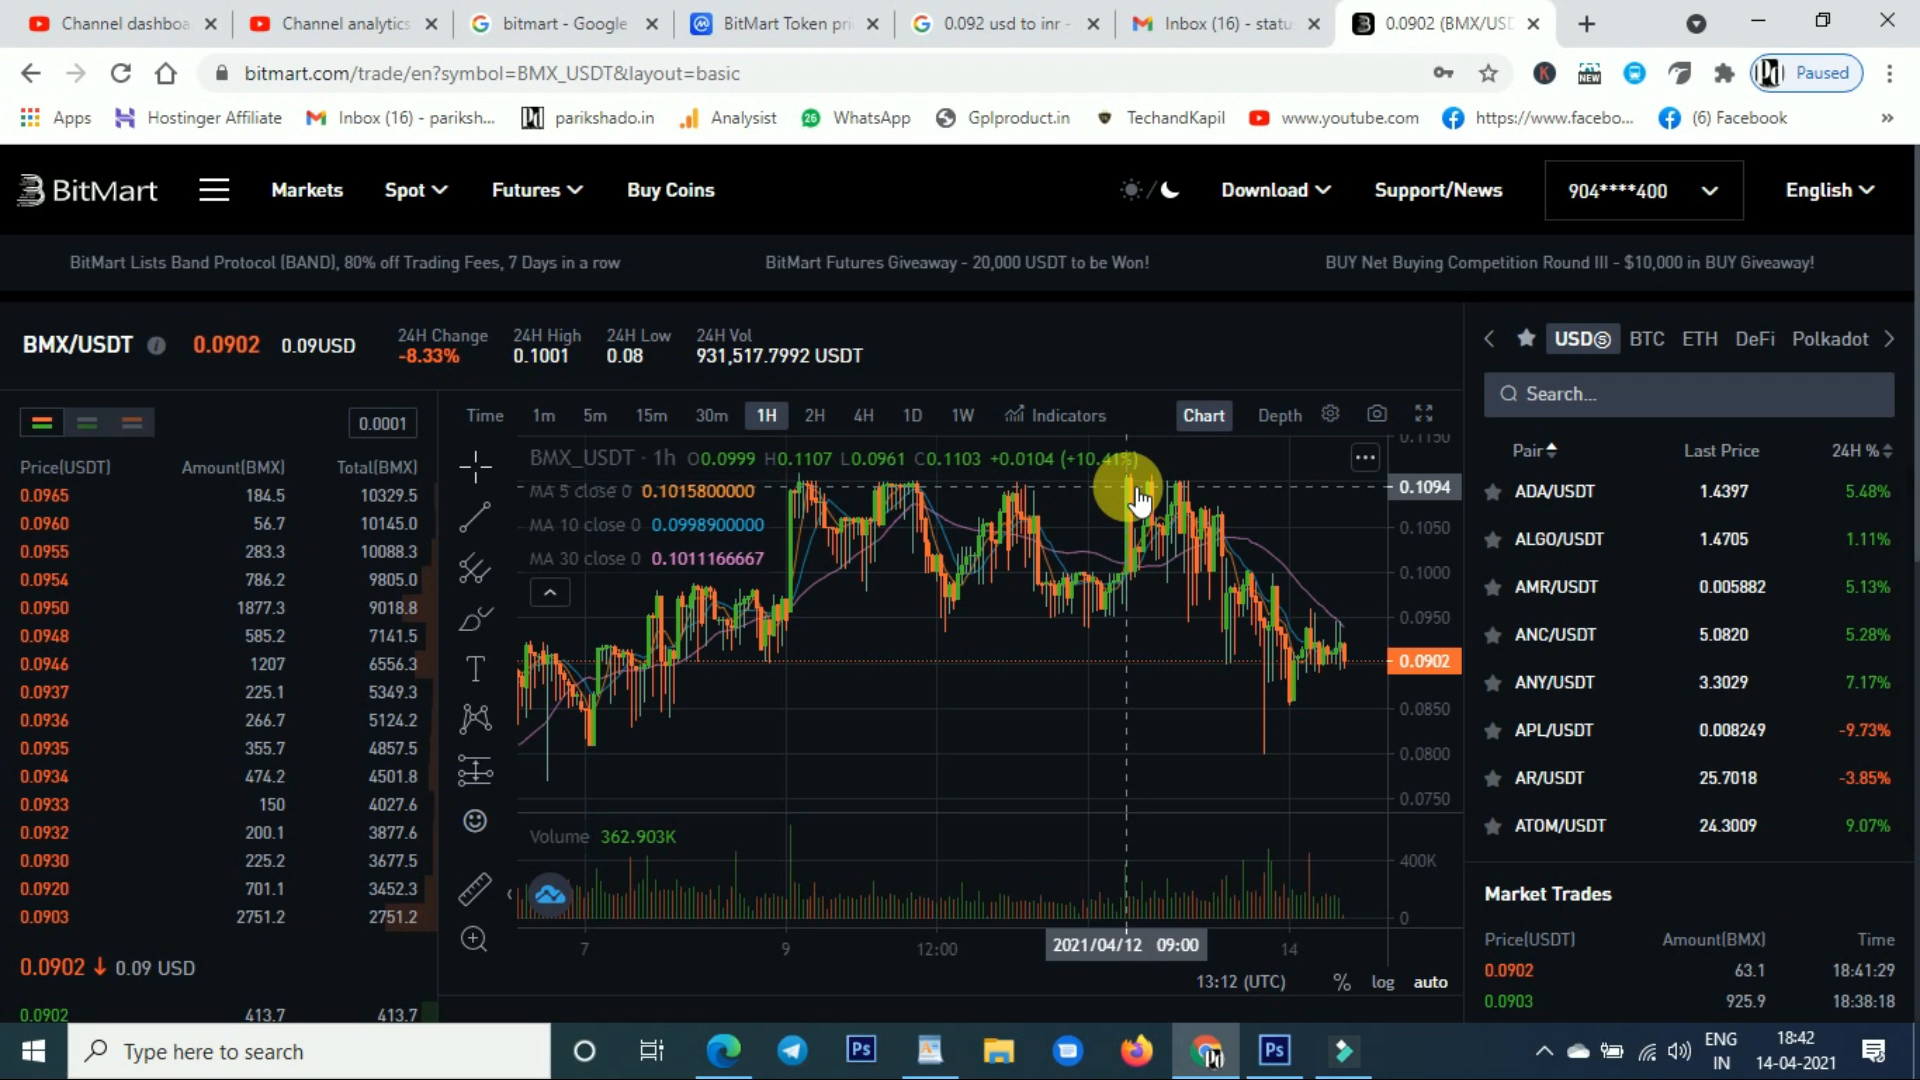 Channel dashboa
Channel analytics
bitmart - Google
BitMart Token pri
0.092 usd to inr -
Inbox (16) - statu
0.0902 (BMX/USD
bitmart.com/trade/en?symbol=BMX_USDT&layout=basic
K
NEW
Paused
Apps
Hostinger Affiliate
Inbox (16) - pariksh...
parikshado.in
Analysist
26
WhatsApp
Gplproduct.in
TechandKapil
www.youtube.com
https://www.facebo...
(6) Facebook
»
BitMart
Markets
Spot
Futures
Buy Coins
Download
Support/News
904****400
English
BitMart Lists Band Protocol (BAND), 80% off Trading Fees, 7 Days in a row
BitMart Futures Giveaway - 20,000 USDT to be Won!
BUY Net Buying Competition Round III - $10,000 in BUY Giveaway!
BMX/USDT
0.0902
0.09USD
24H Change
-8.33%
24H High
0.1001
24H Low
0.08
24H Vol
931,517.7992 USDT
USDⓈ
BTC
ETH
DeFi
Polkadot
Search...
0.0001
Price(USDT) Amount(BMX) Total(BMX)
0.0965 184.5 10329.5
0.0960 56.7 10145.0
0.0955 283.3 10088.3
0.0954 786.2 9805.0
0.0950 1877.3 9018.8
0.0948 585.2 7141.5
0.0946 1207 6556.3
0.0937 225.1 5349.3
0.0936 266.7 5124.2
0.0935 355.7 4857.5
0.0934 474.2 4501.8
0.0933 150 4027.6
0.0932 200.1 3877.6
0.0930 225.2 3677.5
0.0920 701.1 3452.3
0.0903 2751.2 2751.2
0.0902 ↓ 0.09 USD
0.0902 413.7 413.7
Time 1m 5m 15m 30m 1H 2H 4H 1D 1W Indicators Chart Depth
BMX_USDT · 1h O0.0999 H0.1107 L0.0961 C0.1103 +0.0104 (+10.41%)
MA 5 close 0 0.1015800000
MA 10 close 0 0.0998900000
MA 30 close 0 0.1011166667
0.1150
0.1094
0.1050
0.1000
0.0950
0.0902
0.0850
0.0800
0.0750
Volume 362.903K
400K
0
7 9 12:00 2021/04/12 09:00 14
13:12 (UTC) % log auto
Pair Last Price 24H %
ADA/USDT 1.4397 5.48%
ALGO/USDT 1.4705 1.11%
AMR/USDT 0.005882 5.13%
ANC/USDT 5.0820 5.28%
ANY/USDT 3.3029 7.17%
APL/USDT 0.008249 -9.73%
AR/USDT 25.7018 -3.85%
ATOM/USDT 24.3009 9.07%
Market Trades
Price(USDT) Amount(BMX) Time
0.0902 63.1 18:41:29
0.0903 925.9 18:38:18
Type here to search
Ps
Ps
ENG
IN
18:42
14-04-2021